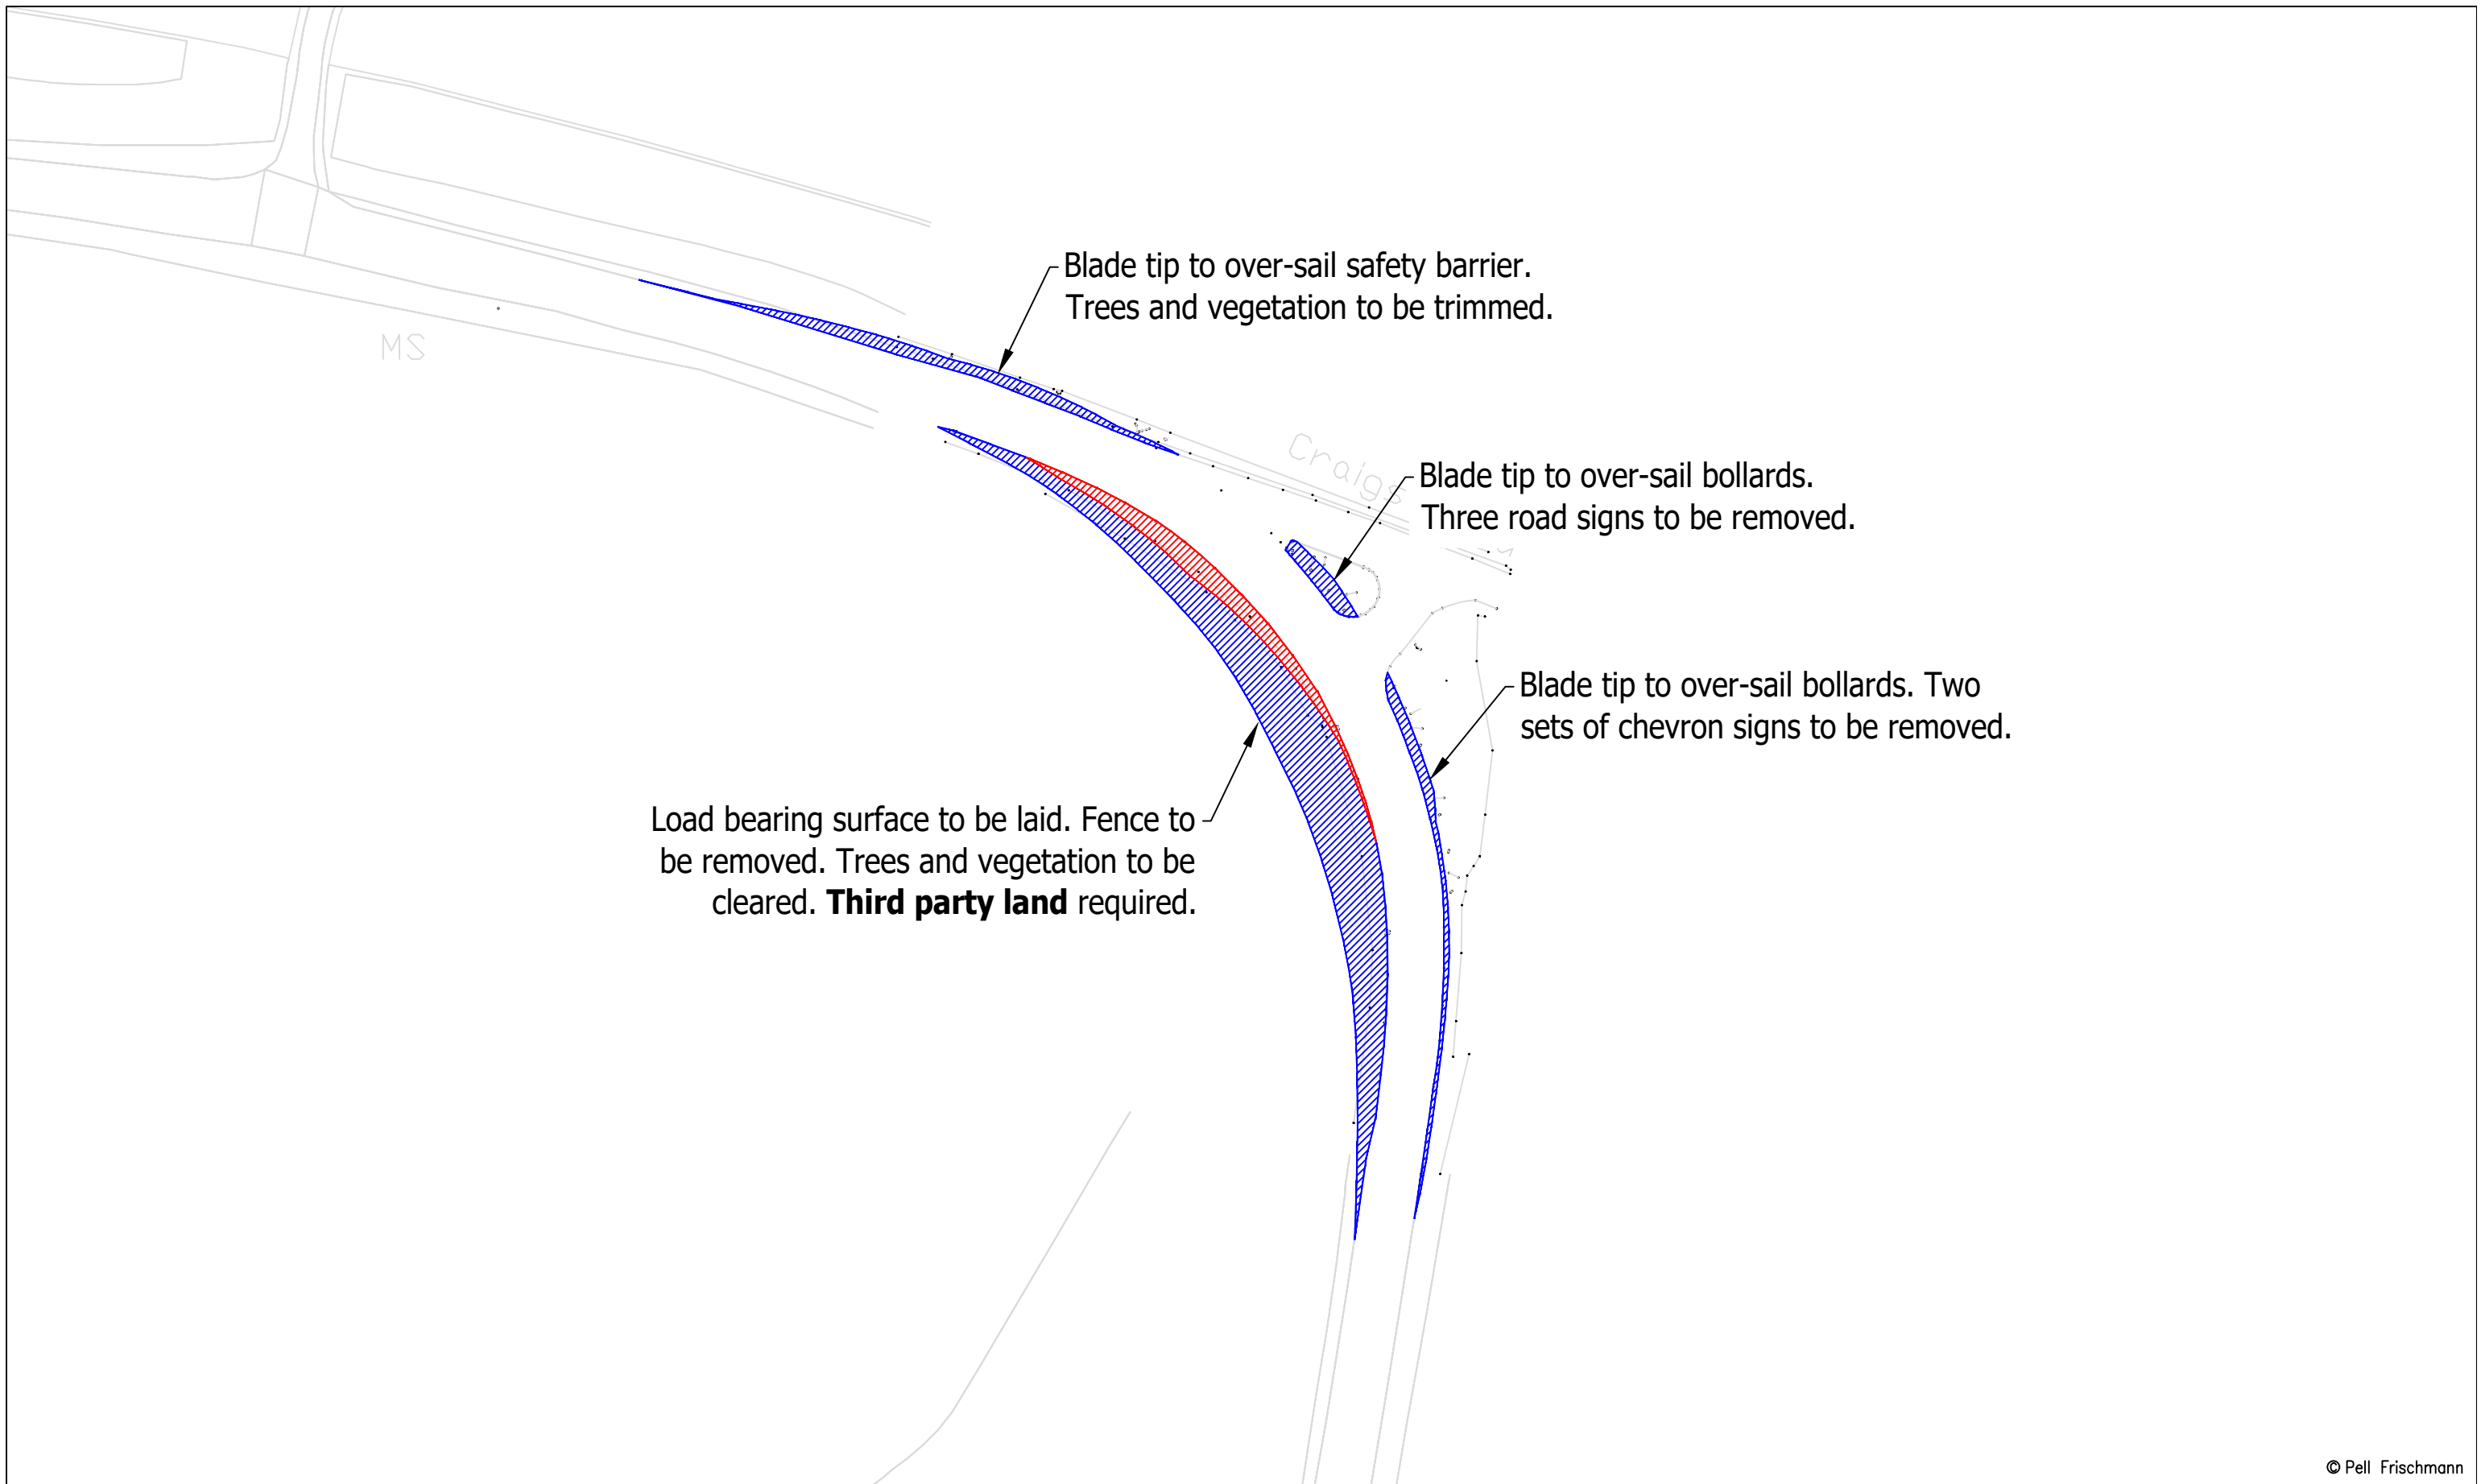 Blade tip to over-sail safety barrier.
Trees and vegetation to be trimmed.
MS
Craigs
Blade tip to over-sail bollards.
Three road signs to be removed.
Blade tip to over-sail bollards. Two
sets of chevron signs to be removed.
Load bearing surface to be laid. Fence to
be removed. Trees and vegetation to be
cleared. Third party land required.
© Pell Frischmann